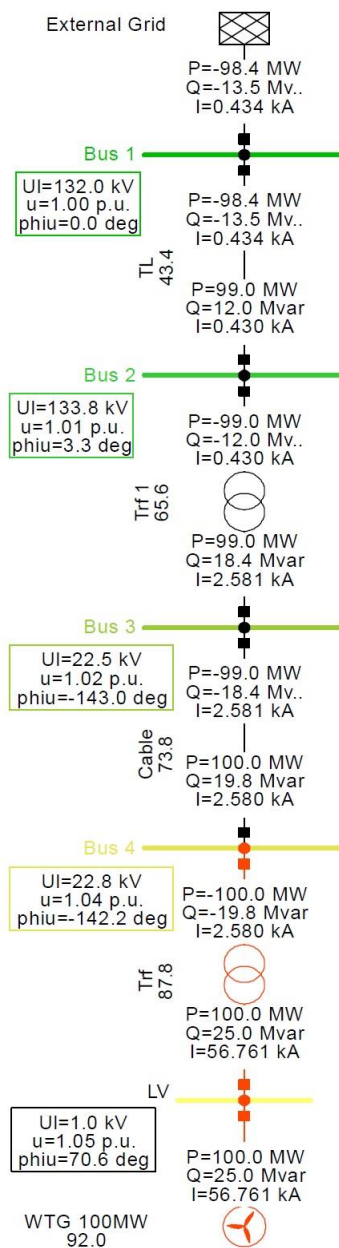 External Grid
P=-98.4 MW
Q=-13.5 Mv..
I=0.434 kA
Bus 1
Ul=132.0 kV
u=1.00 p.u.
phiu=0.0 deg
P=-98.4 MW
Q=-13.5 Mv..
I=0.434 kA
TL
43.4
P=99.0 MW
Q=12.0 Mvar
I=0.430 kA
Bus 2
Ul=133.8 kV
u=1.01 p.u.
phiu=3.3 deg
P=-99.0 MW
Q=-12.0 Mv..
I=0.430 kA
Trf 1
65.6
P=99.0 MW
Q=18.4 Mvar
I=2.581 kA
Bus 3
Ul=22.5 kV
u=1.02 p.u.
phiu=-143.0 deg
P=-99.0 MW
Q=-18.4 Mv..
I=2.581 kA
Cable
73.8
P=100.0 MW
Q=19.8 Mvar
I=2.580 kA
Bus 4
Ul=22.8 kV
u=1.04 p.u.
phiu=-142.2 deg
P=-100.0 MW
Q=-19.8 Mvar
I=2.580 kA
Trf
87.8
P=100.0 MW
Q=25.0 Mvar
I=56.761 kA
LV
Ul=1.0 kV
u=1.05 p.u.
phiu=70.6 deg
P=100.0 MW
Q=25.0 Mvar
I=56.761 kA
WTG 100MW
92.0